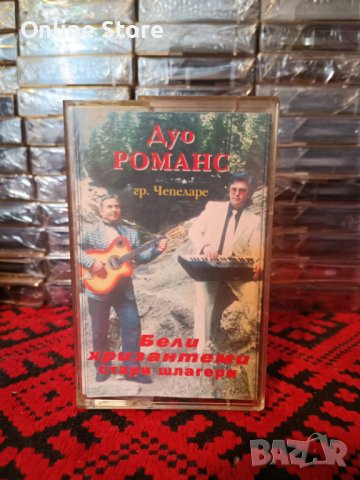 Online Store
Дуо
РОМАНС
гр. Чепеларе
Бели
хризантеми
стари шлагери
BAZAR